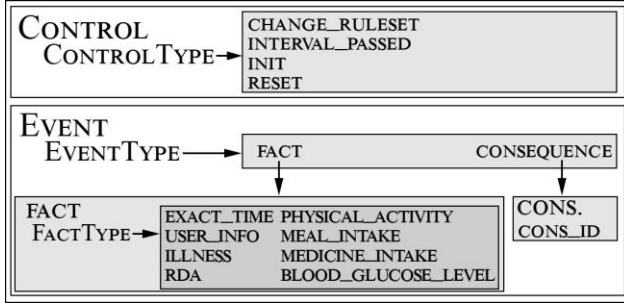 CONTROL
CONTROLTYPE
CHANGE_RULESET
INTERVAL_PASSED
INIT
RESET
EVENT
EVENTTYPE
FACT CONSEQUENCE
FACT
FACTTYPE
EXACT_TIME PHYSICAL_ACTIVITY
USER_INFO MEAL_INTAKE
ILLNESS MEDICINE_INTAKE
RDA BLOOD_GLUCOSE_LEVEL
CONS.
CONS_ID